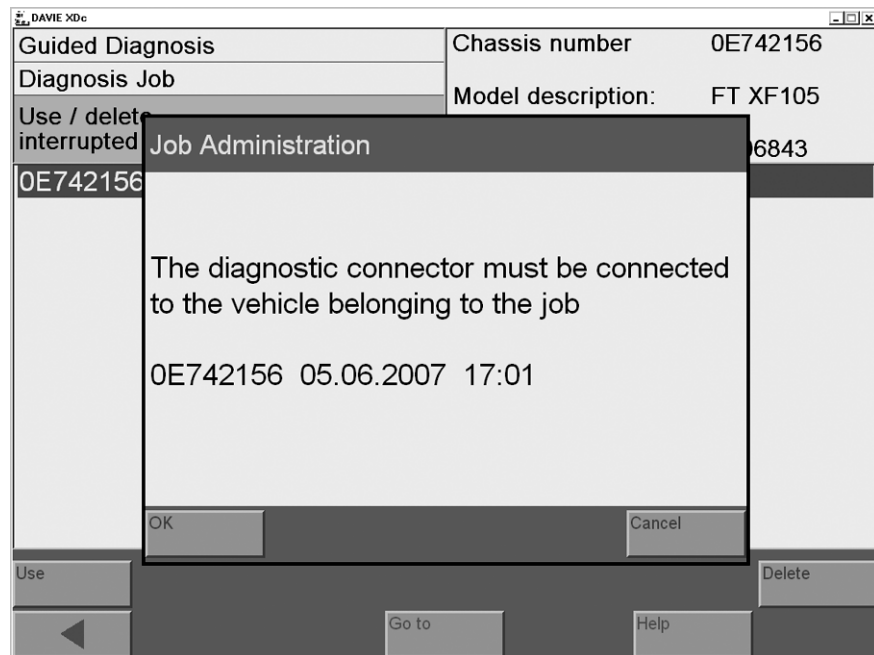 DAVIE XDc
Guided Diagnosis
Chassis number 0E742156
Diagnosis Job
Model description: FT XF105
Use / delete
interrupted
6843
0E742156
Job Administration
The diagnostic connector must be connected
to the vehicle belonging to the job
0E742156 05.06.2007 17:01
OK
Cancel
Use
Delete
Go to
Help